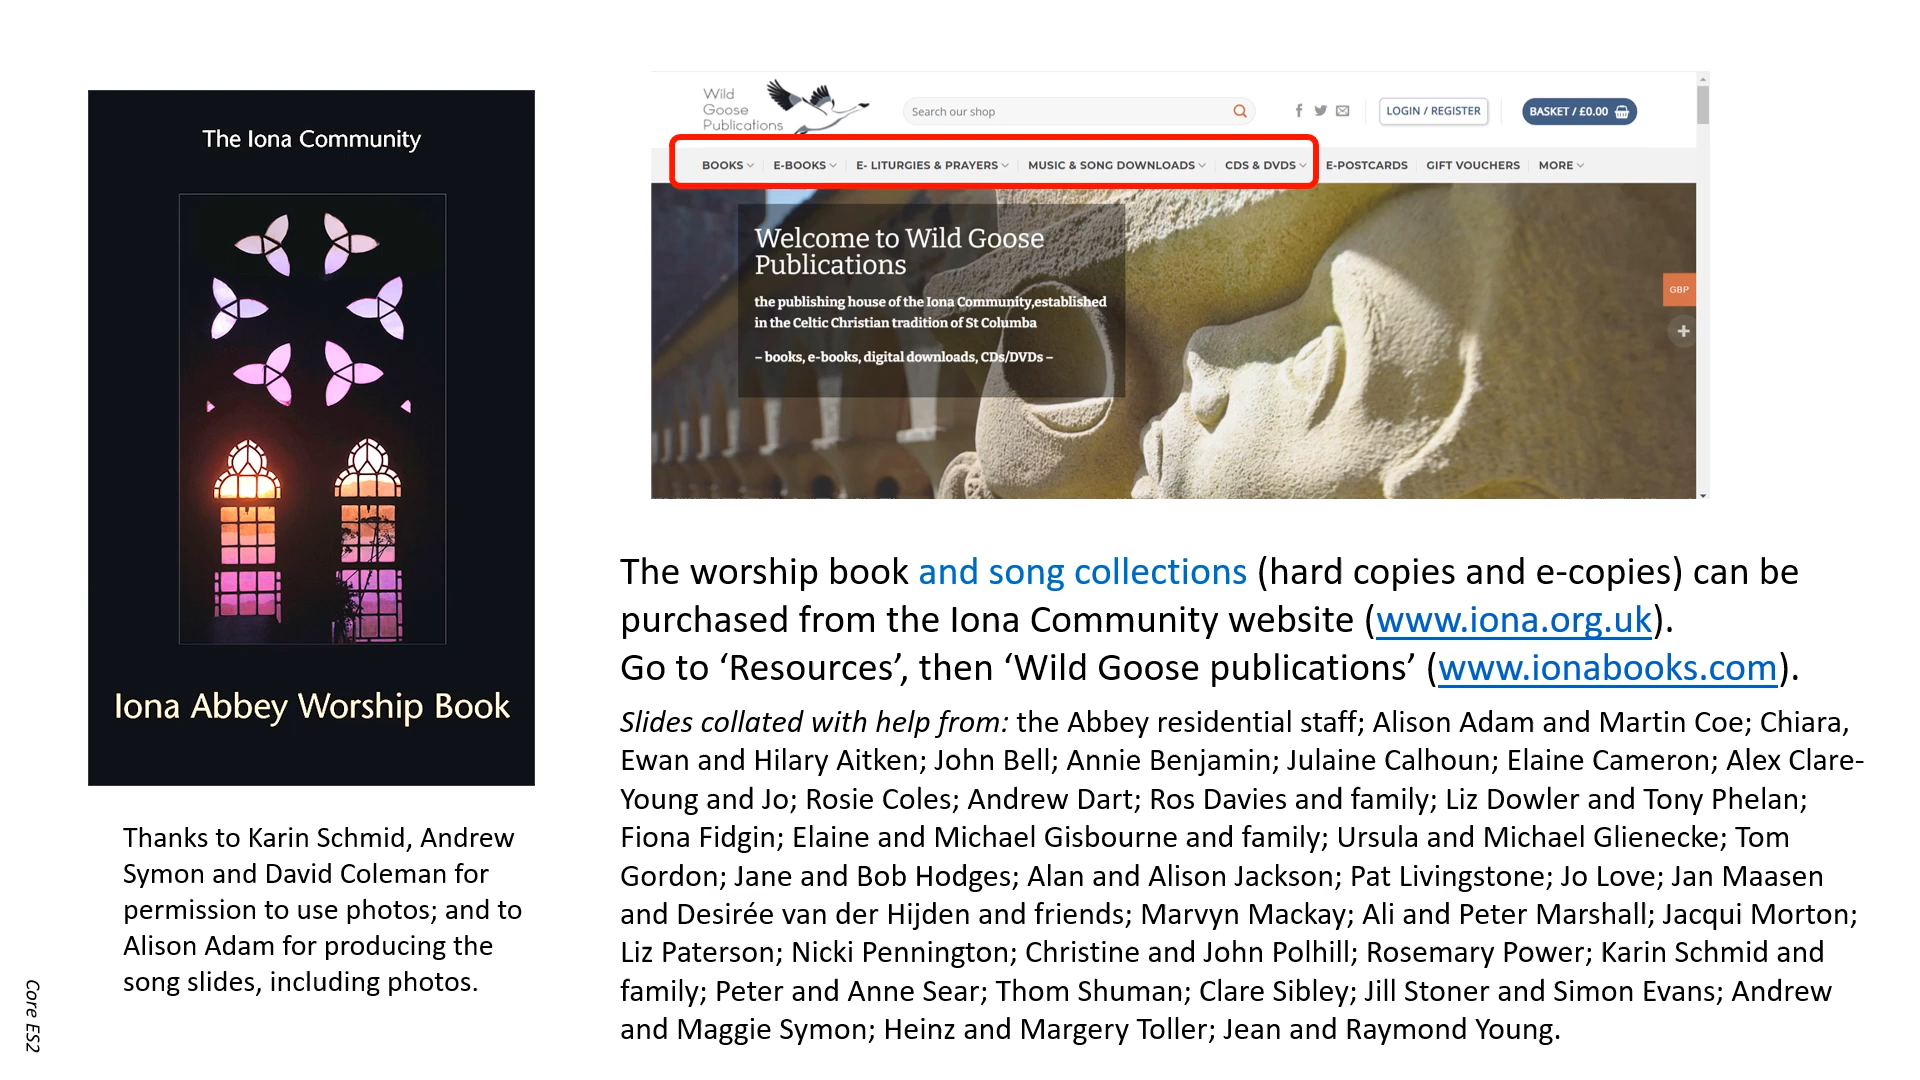 The Iona Community
Iona Abbey Worship Book
Thanks to Karin Schmid, Andrew
Symon and David Coleman for
permission to use photos; and to
Alison Adam for producing the
song slides, including photos.
Core ES2
Wild
Goose
Publications
Search our shop
LOGIN / REGISTER
BASKET / £0.00
BOOKS E-BOOKS E- LITURGIES & PRAYERS MUSIC & SONG DOWNLOADS CDS & DVDS E-POSTCARDS GIFT VOUCHERS MORE
Welcome to Wild Goose
Publications
the publishing house of the Iona Community,established
in the Celtic Christian tradition of St Columba
– books, e-books, digital downloads, CDs/DVDs –
GBP
+
The worship book and song collections (hard copies and e-copies) can be
purchased from the Iona Community website (www.iona.org.uk).
Go to ‘Resources’, then ‘Wild Goose publications’ (www.ionabooks.com).
Slides collated with help from: the Abbey residential staff; Alison Adam and Martin Coe; Chiara,
Ewan and Hilary Aitken; John Bell; Annie Benjamin; Julaine Calhoun; Elaine Cameron; Alex Clare-
Young and Jo; Rosie Coles; Andrew Dart; Ros Davies and family; Liz Dowler and Tony Phelan;
Fiona Fidgin; Elaine and Michael Gisbourne and family; Ursula and Michael Glienecke; Tom
Gordon; Jane and Bob Hodges; Alan and Alison Jackson; Pat Livingstone; Jo Love; Jan Maasen
and Desirée van der Hijden and friends; Marvyn Mackay; Ali and Peter Marshall; Jacqui Morton;
Liz Paterson; Nicki Pennington; Christine and John Polhill; Rosemary Power; Karin Schmid and
family; Peter and Anne Sear; Thom Shuman; Clare Sibley; Jill Stoner and Simon Evans; Andrew
and Maggie Symon; Heinz and Margery Toller; Jean and Raymond Young.